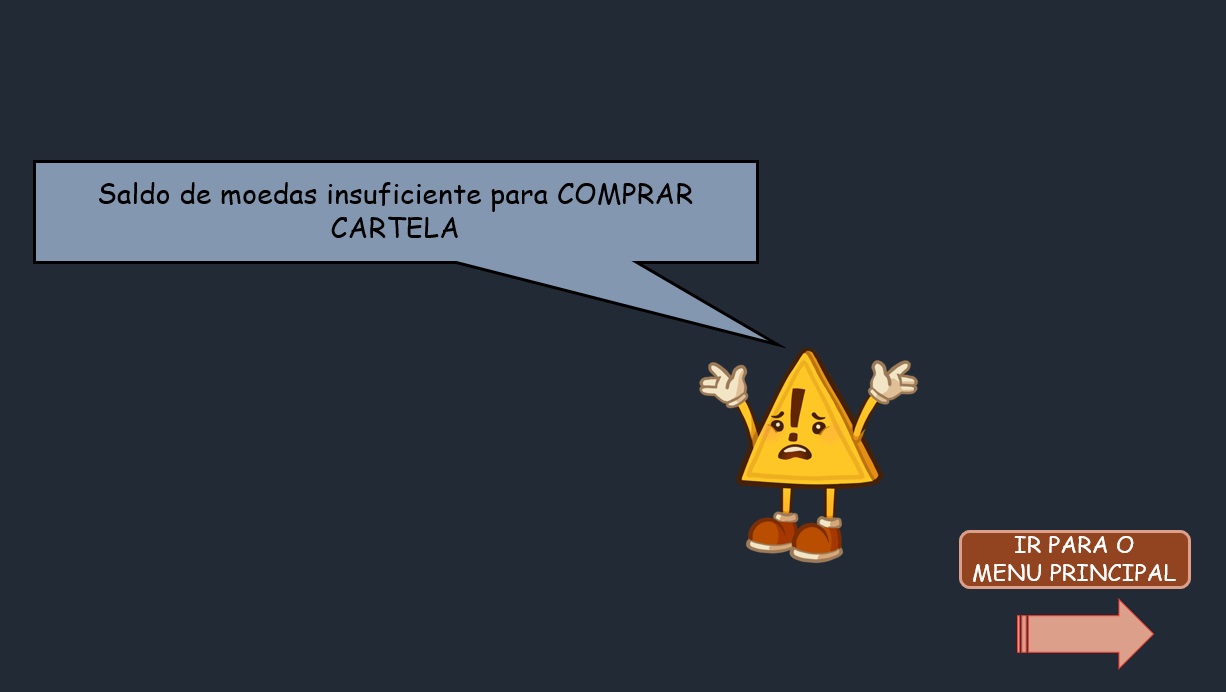 Saldo de moedas insuficiente para COMPRAR
CARTELA
IR PARA O
MENU PRINCIPAL